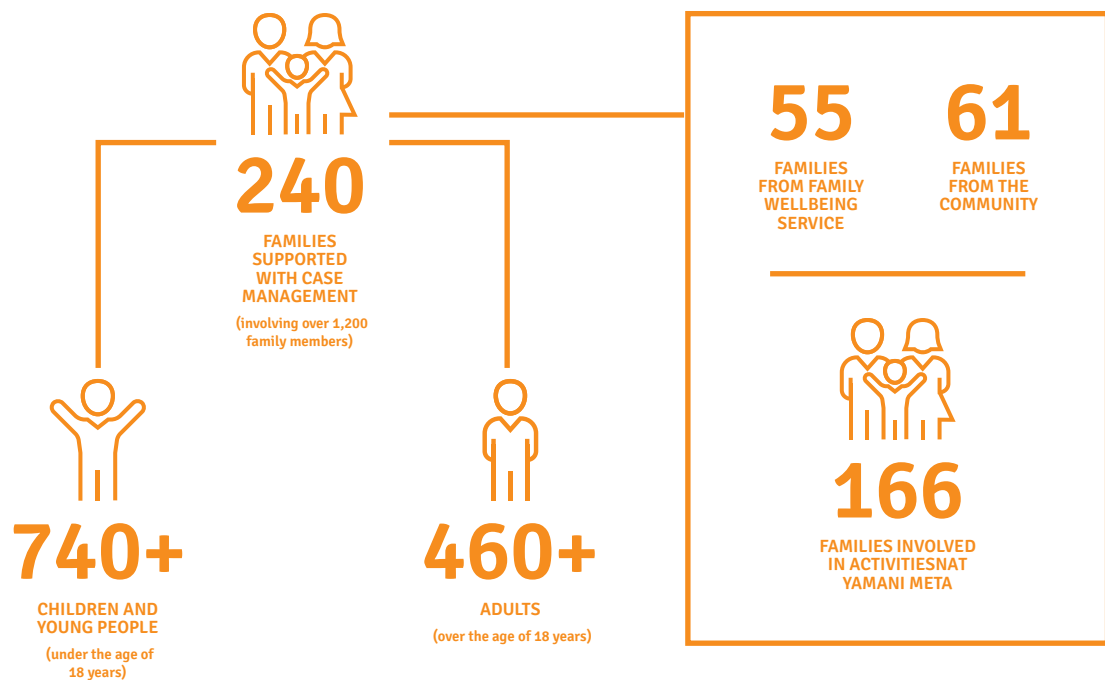 240
FAMILIES
SUPPORTED
WITH CASE
MANAGEMENT
(involving over 1,200
family members)
740+
CHILDREN AND
YOUNG PEOPLE
(under the age of
18 years)
460+
ADULTS
(over the age of 18 years)
55
FAMILIES
FROM FAMILY
WELLBEING
SERVICE
61
FAMILIES
FROM THE
COMMUNITY
166
FAMILIES INVOLVED
IN ACTIVITIESNAT
YAMANI META